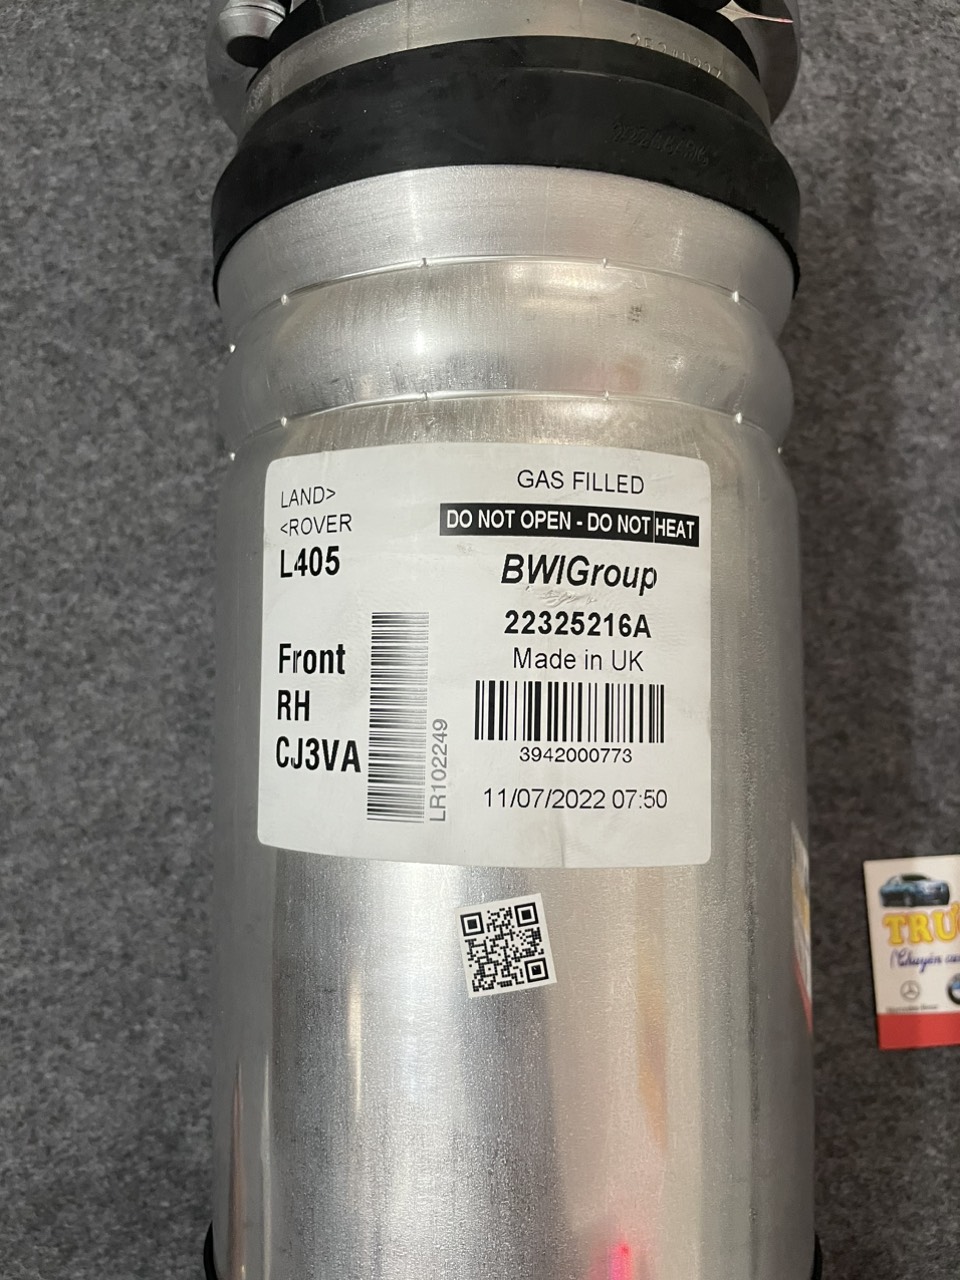 LAND>
<ROVER
L405
Front
RH
CJ3VA
LR102249
GAS FILLED
DO NOT OPEN - DO NOT HEAT
BWIGroup
22325216A
Made in UK
3942000773
11/07/2022 07:50